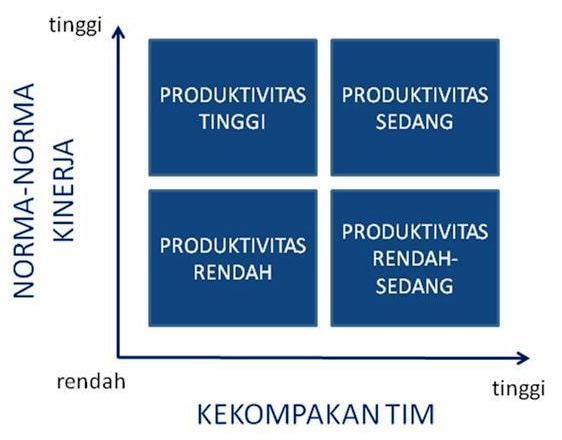 tinggi
NORMA-NORMA
KINERJA
PRODUKTIVITAS
TINGGI
PRODUKTIVITAS
SEDANG
PRODUKTIVITAS
RENDAH
PRODUKTIVITAS
RENDAH-
SEDANG
rendah
tinggi
KEKOMPAKAN TIM